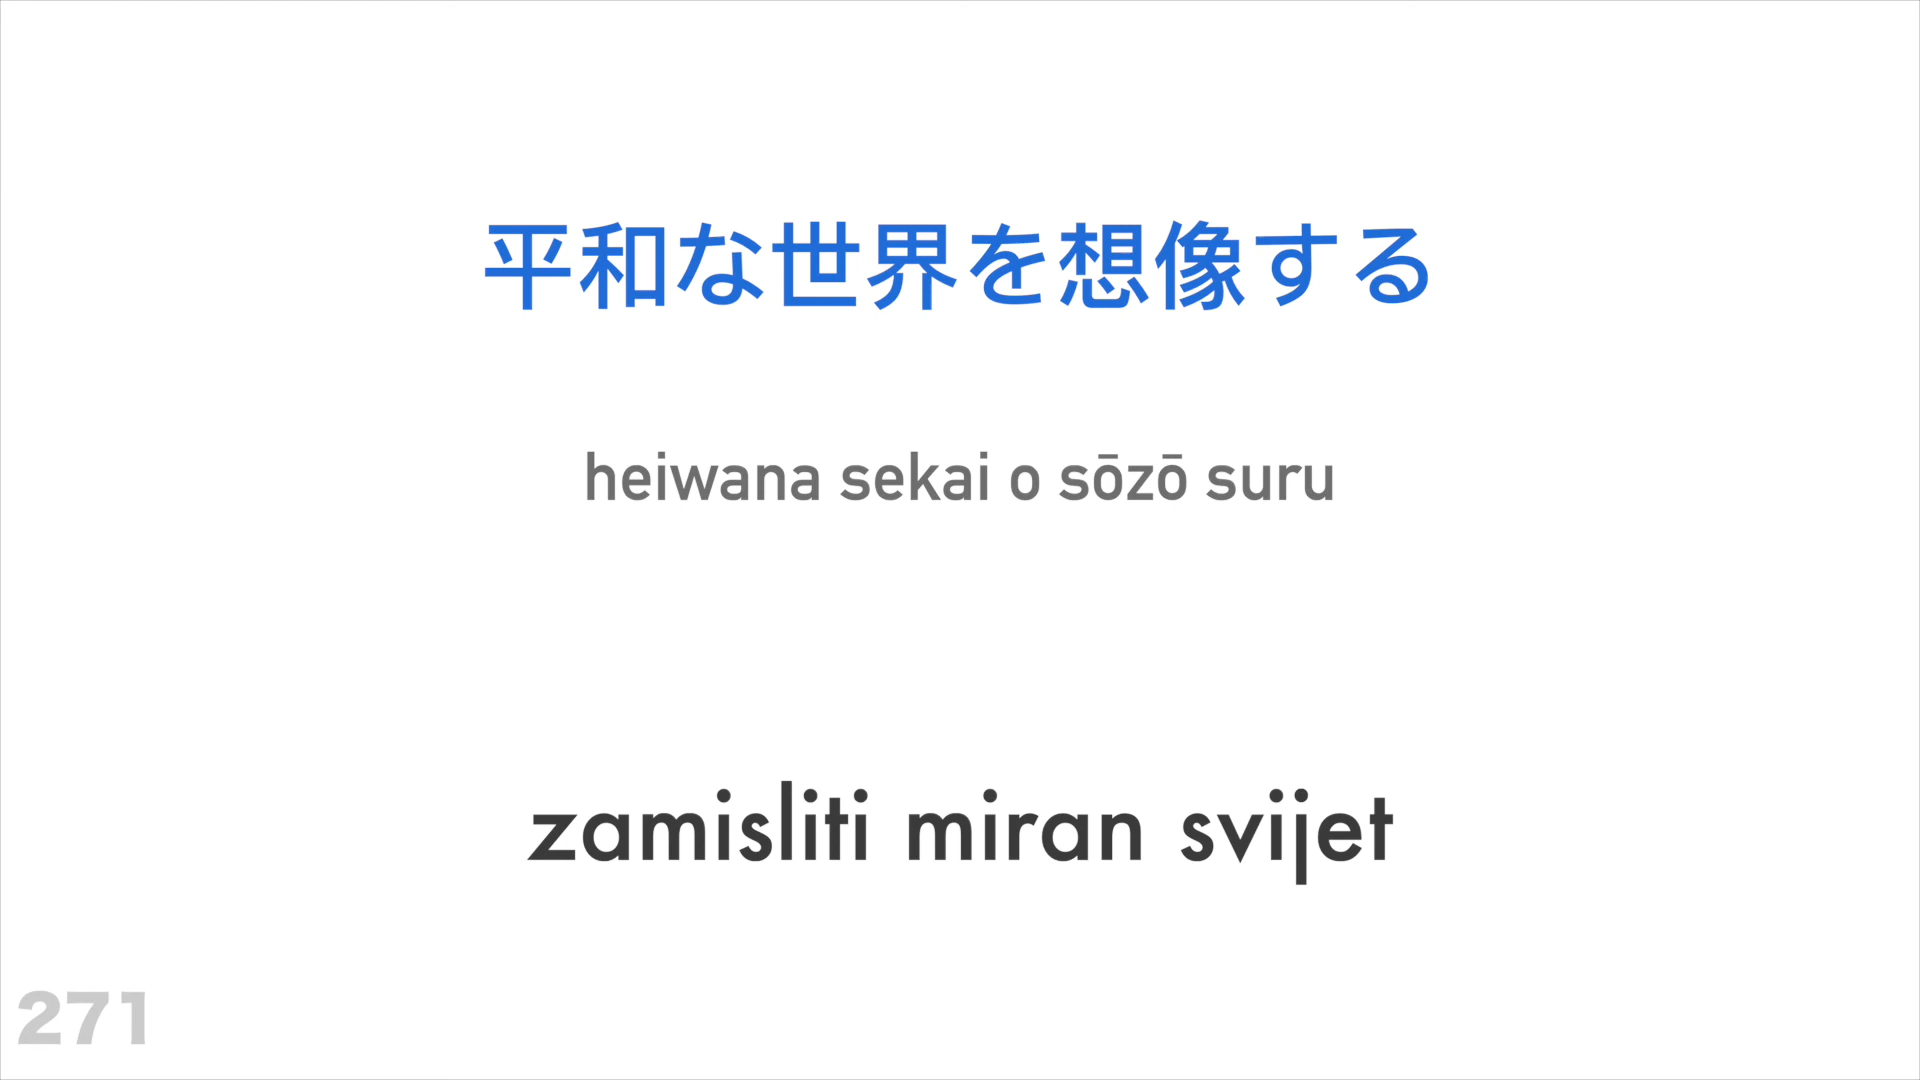 平和な世界を想像する
heiwana sekai o sōzō suru
zamisliti miran svijet
271